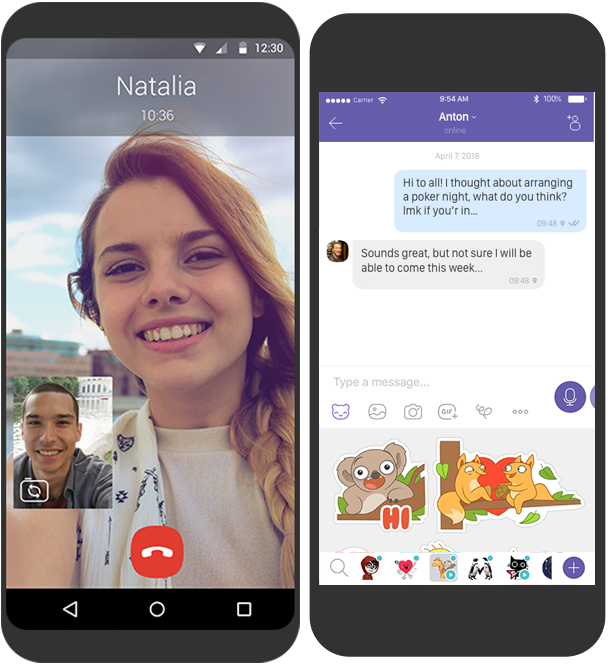 12:30
Natalia
10:36
Carrier
9:54 AM
100%
Anton
online
April 7, 2018
Hi to all! I thought about arranging
a poker night, what do you think?
lmk if you'r in...
09:48
Sounds great, but not sure I will be
able to come this week...
09:48
Type a message...
GIF
HI